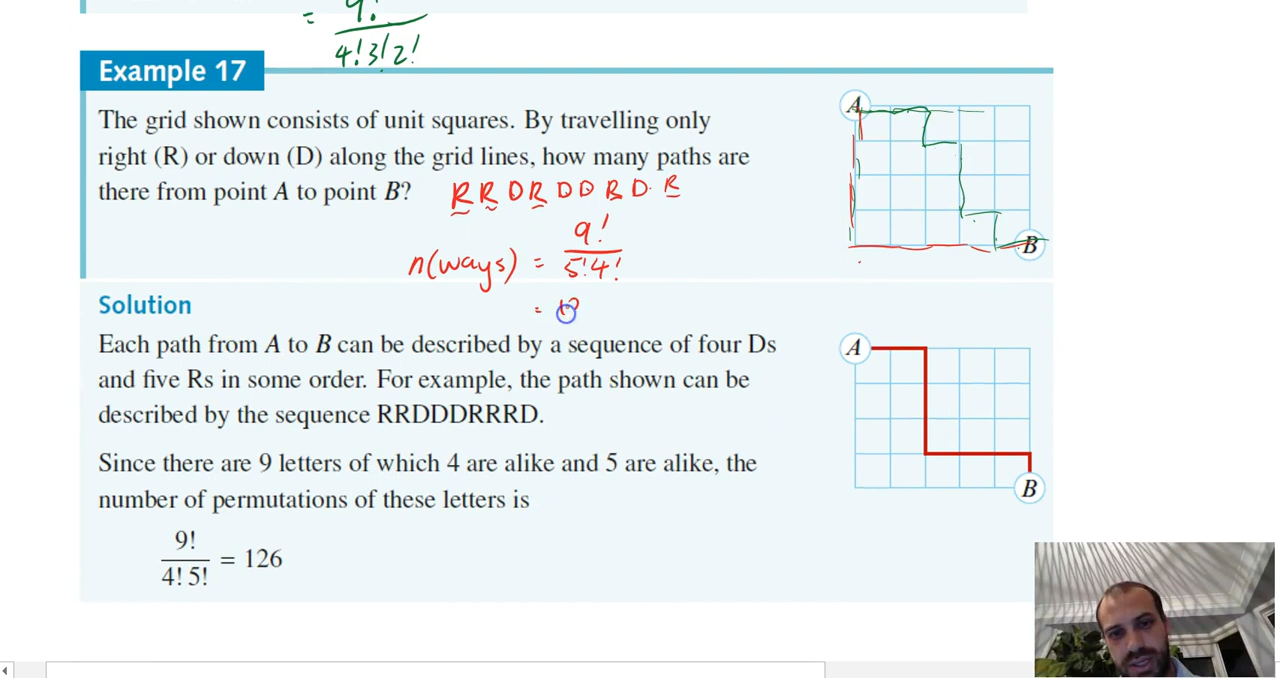 = 9!
4!3!2!
Example 17
The grid shown consists of unit squares. By travelling only
right (R) or down (D) along the grid lines, how many paths are
there from point A to point B?
R R D R D D R D R
n(ways) = 9!
5!4!
=
A
B
Solution
Each path from A to B can be described by a sequence of four Ds
and five Rs in some order. For example, the path shown can be
described by the sequence RRDDDRRRD.
Since there are 9 letters of which 4 are alike and 5 are alike, the
number of permutations of these letters is
9!
4! 5!
= 126
A
B